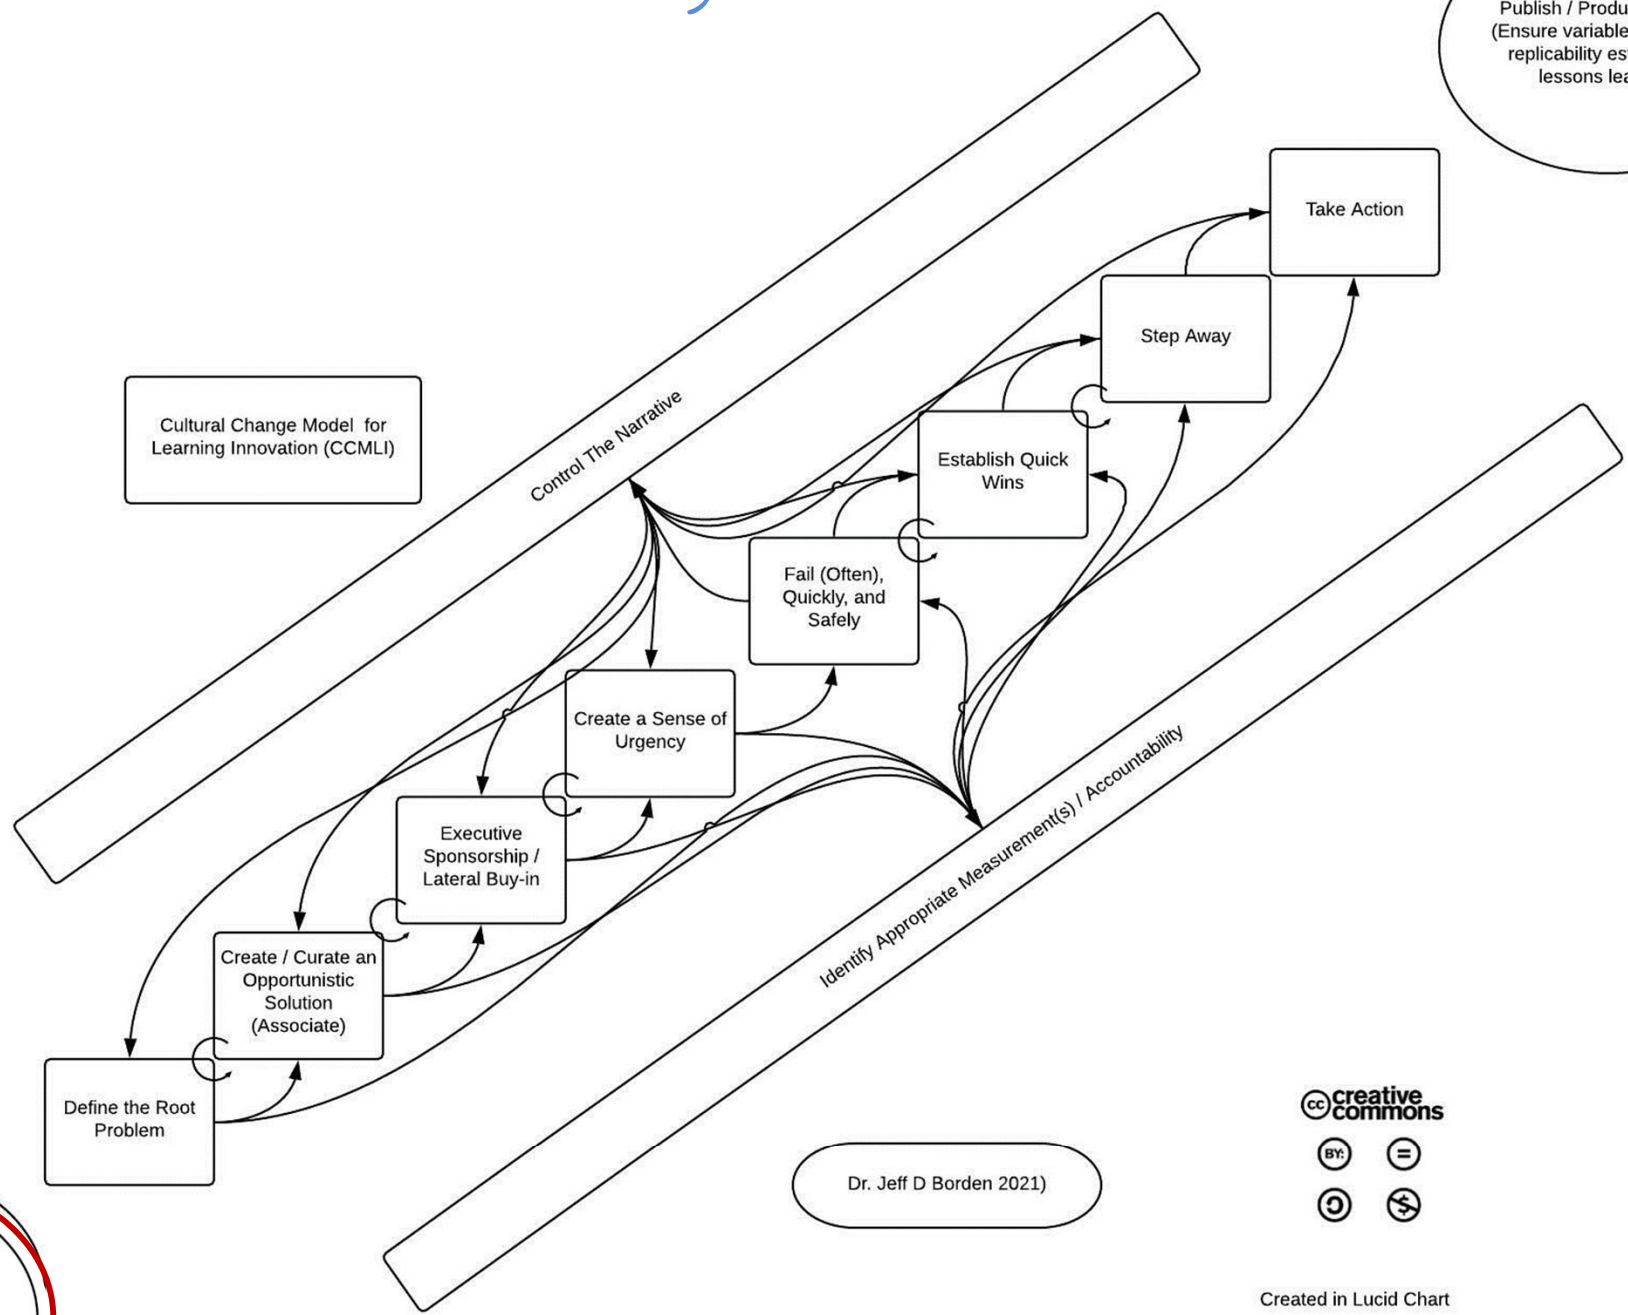 Publish / Produ
(Ensure variable
replicability es
lessons lea
Take Action
Step Away
Control The Narrative
Cultural Change Model for
Learning Innovation (CCMLI)
Establish Quick
Wins
Fail (Often),
Quickly, and
Safely
Create a Sense of
Urgency
Executive
Sponsorship /
Lateral Buy-in
Identify Appropriate Measurement(s) / Accountability
Create / Curate an
Opportunistic
Solution
(Associate)
Define the Root
Problem
Dr. Jeff D Borden 2021)
cc creative
commons
BY: =
$
Created in Lucid Chart